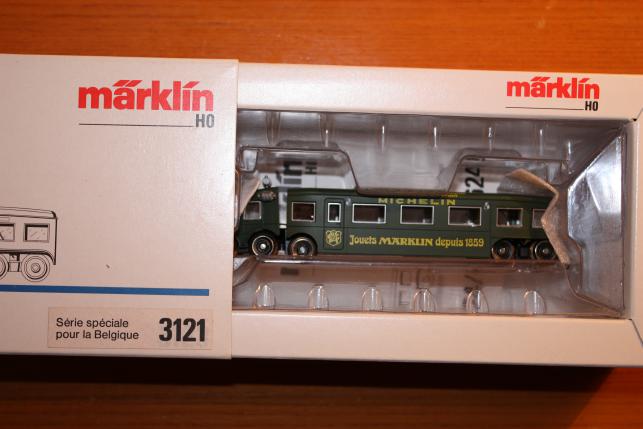 märklin
HO
Série spéciale
pour la Belgique
3121
märklin
HO
MICHELIN
Jouets MÄRKLIN depuis 1859